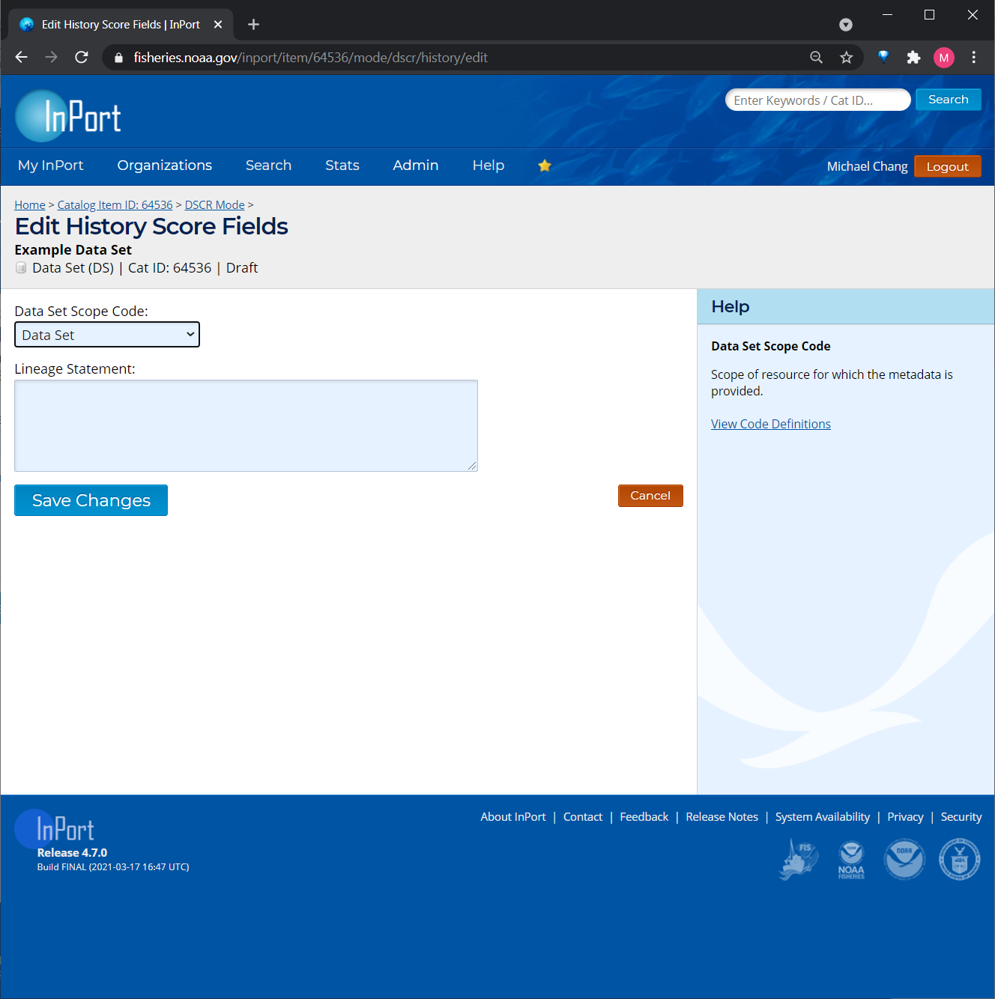 Edit History Score Fields | InPort
fisheries.noaa.gov/inport/item/64536/mode/dscr/history/edit
M
InPort
Enter Keywords / Cat ID...
Search
My InPort Organizations Search Stats Admin Help
Michael Chang
Logout
Home > Catalog Item ID: 64536 > DSCR Mode >
Edit History Score Fields
Example Data Set
Data Set (DS) | Cat ID: 64536 | Draft
Data Set Scope Code:
Data Set
Lineage Statement:
Save Changes
Cancel
Help
Data Set Scope Code
Scope of resource for which the metadata is
provided.
View Code Definitions
InPort
Release 4.7.0
Build FINAL (2021-03-17 16:47 UTC)
About InPort | Contact | Feedback | Release Notes | System Availability | Privacy | Security
FIS
NOAA
FISHERIES
NOAA